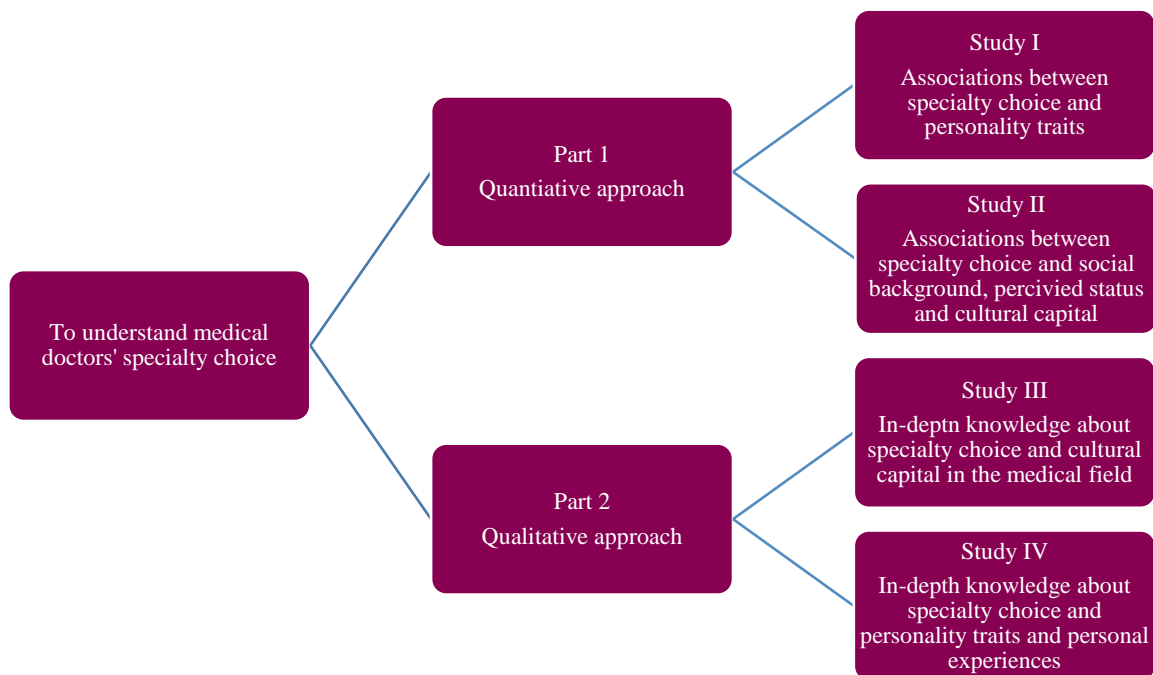 To understand medical
doctors' specialty choice
Part 1
Quantiative approach
Study I
Associations between
specialty choice and
personality traits
Study II
Associations between
specialty choice and social
background, percivied status
and cultural capital
Part 2
Qualitative approach
Study III
In-deptn knowledge about
specialty choice and cultural
capital in the medical field
Study IV
In-depth knowledge about
specialty choice and
personality traits and personal
experiences